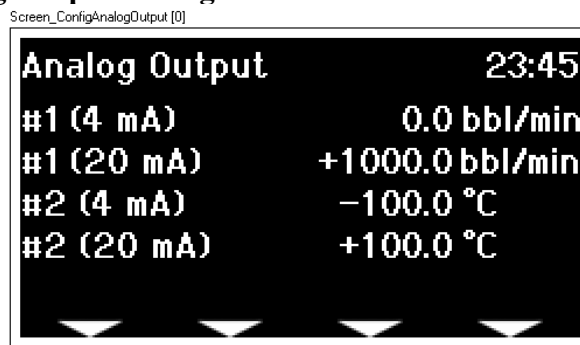 Screen_ConfigAnalogOutput [0]
Analog Output 23:45
#1 (4 mA) 0.0 bbl/min
#1 (20 mA) +1000.0 bbl/min
#2 (4 mA) −100.0 °C
#2 (20 mA) +100.0 °C